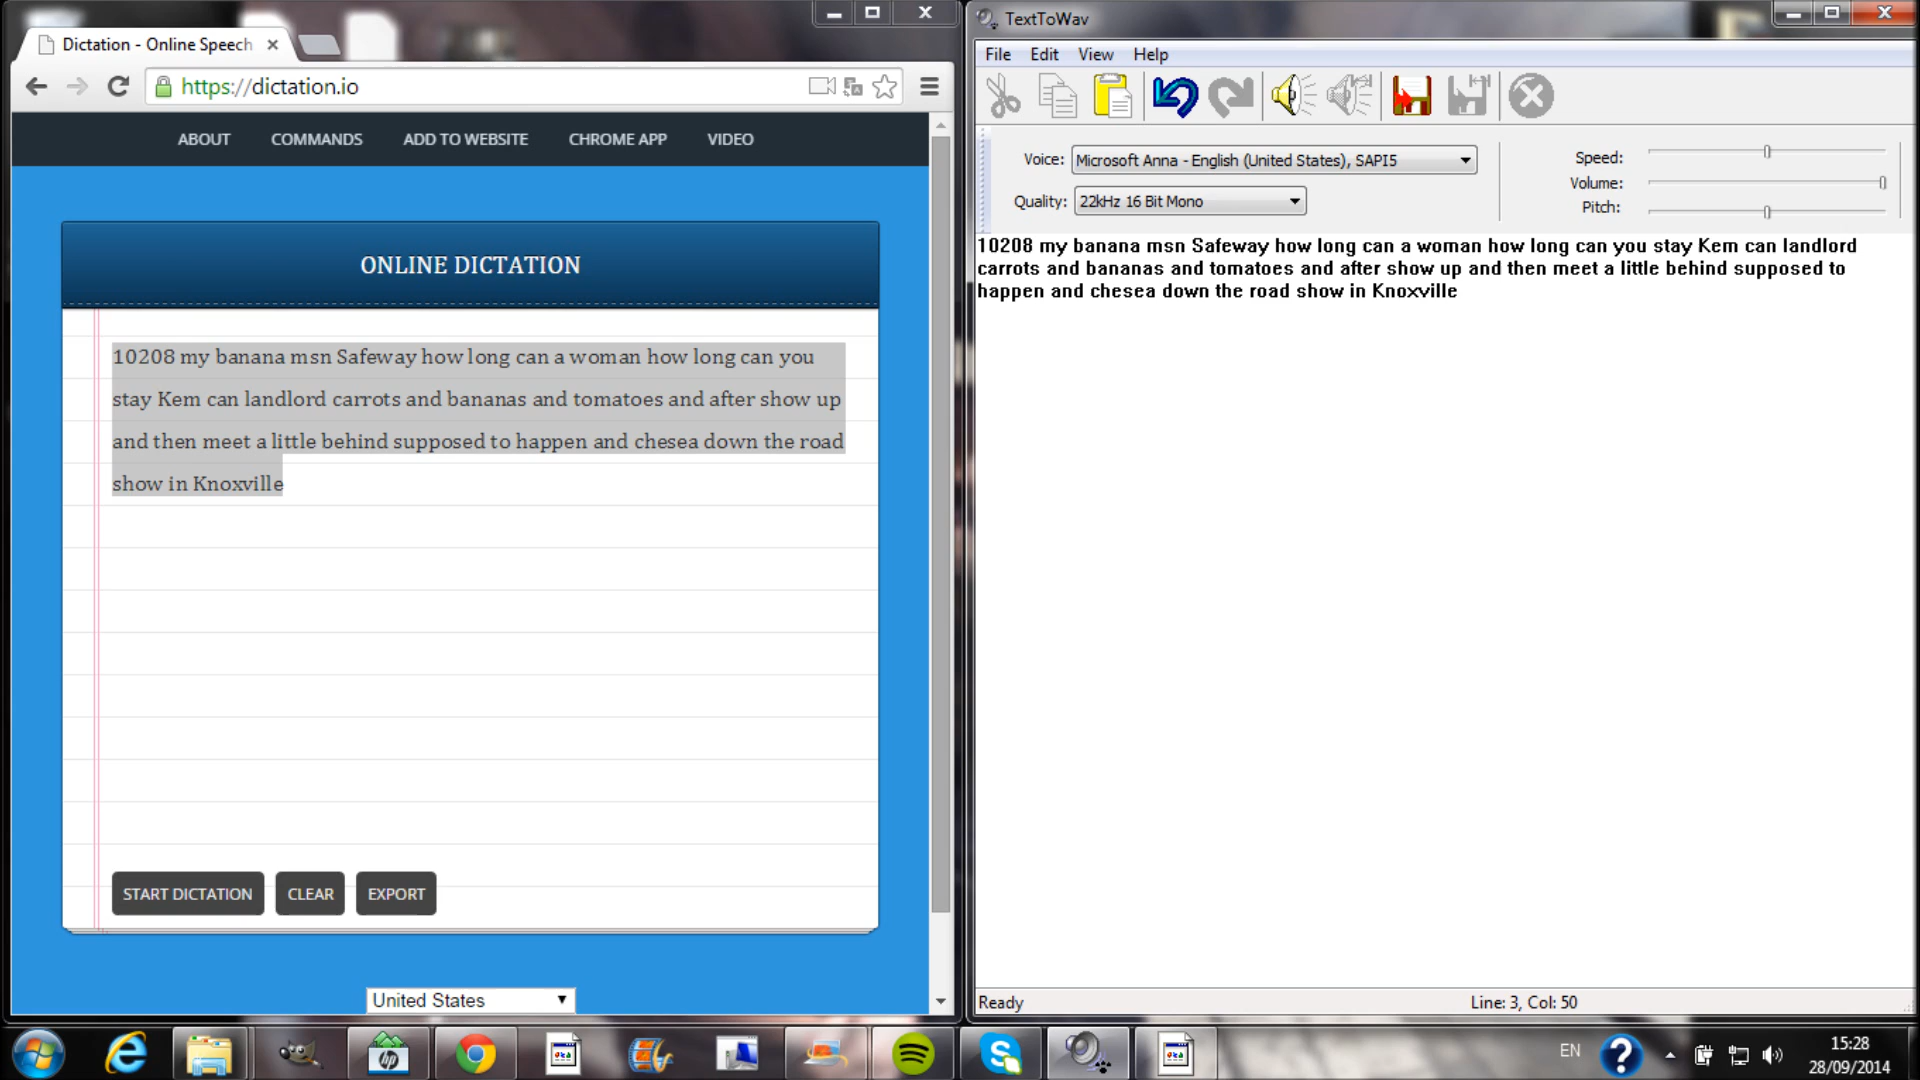 Dictation - Online Speech
https://dictation.io
ABOUT COMMANDS ADD TO WEBSITE CHROME APP VIDEO
ONLINE DICTATION
10208 my banana msn Safeway how long can a woman how long can you
stay Kem can landlord carrots and bananas and tomatoes and after show up
and then meet a little behind supposed to happen and chesea down the road
show in Knoxville
START DICTATION CLEAR EXPORT
United States
TextToWav
File Edit View Help
Voice: Microsoft Anna - English (United States), SAPI5
Quality: 22kHz 16 Bit Mono
Speed:
Volume:
Pitch:
10208 my banana msn Safeway how long can a woman how long can you stay Kem can landlord
carrots and bananas and tomatoes and after show up and then meet a little behind supposed to
happen and chesea down the road show in Knoxville
Ready Line: 3, Col: 50
hp
EN
15:28
28/09/2014